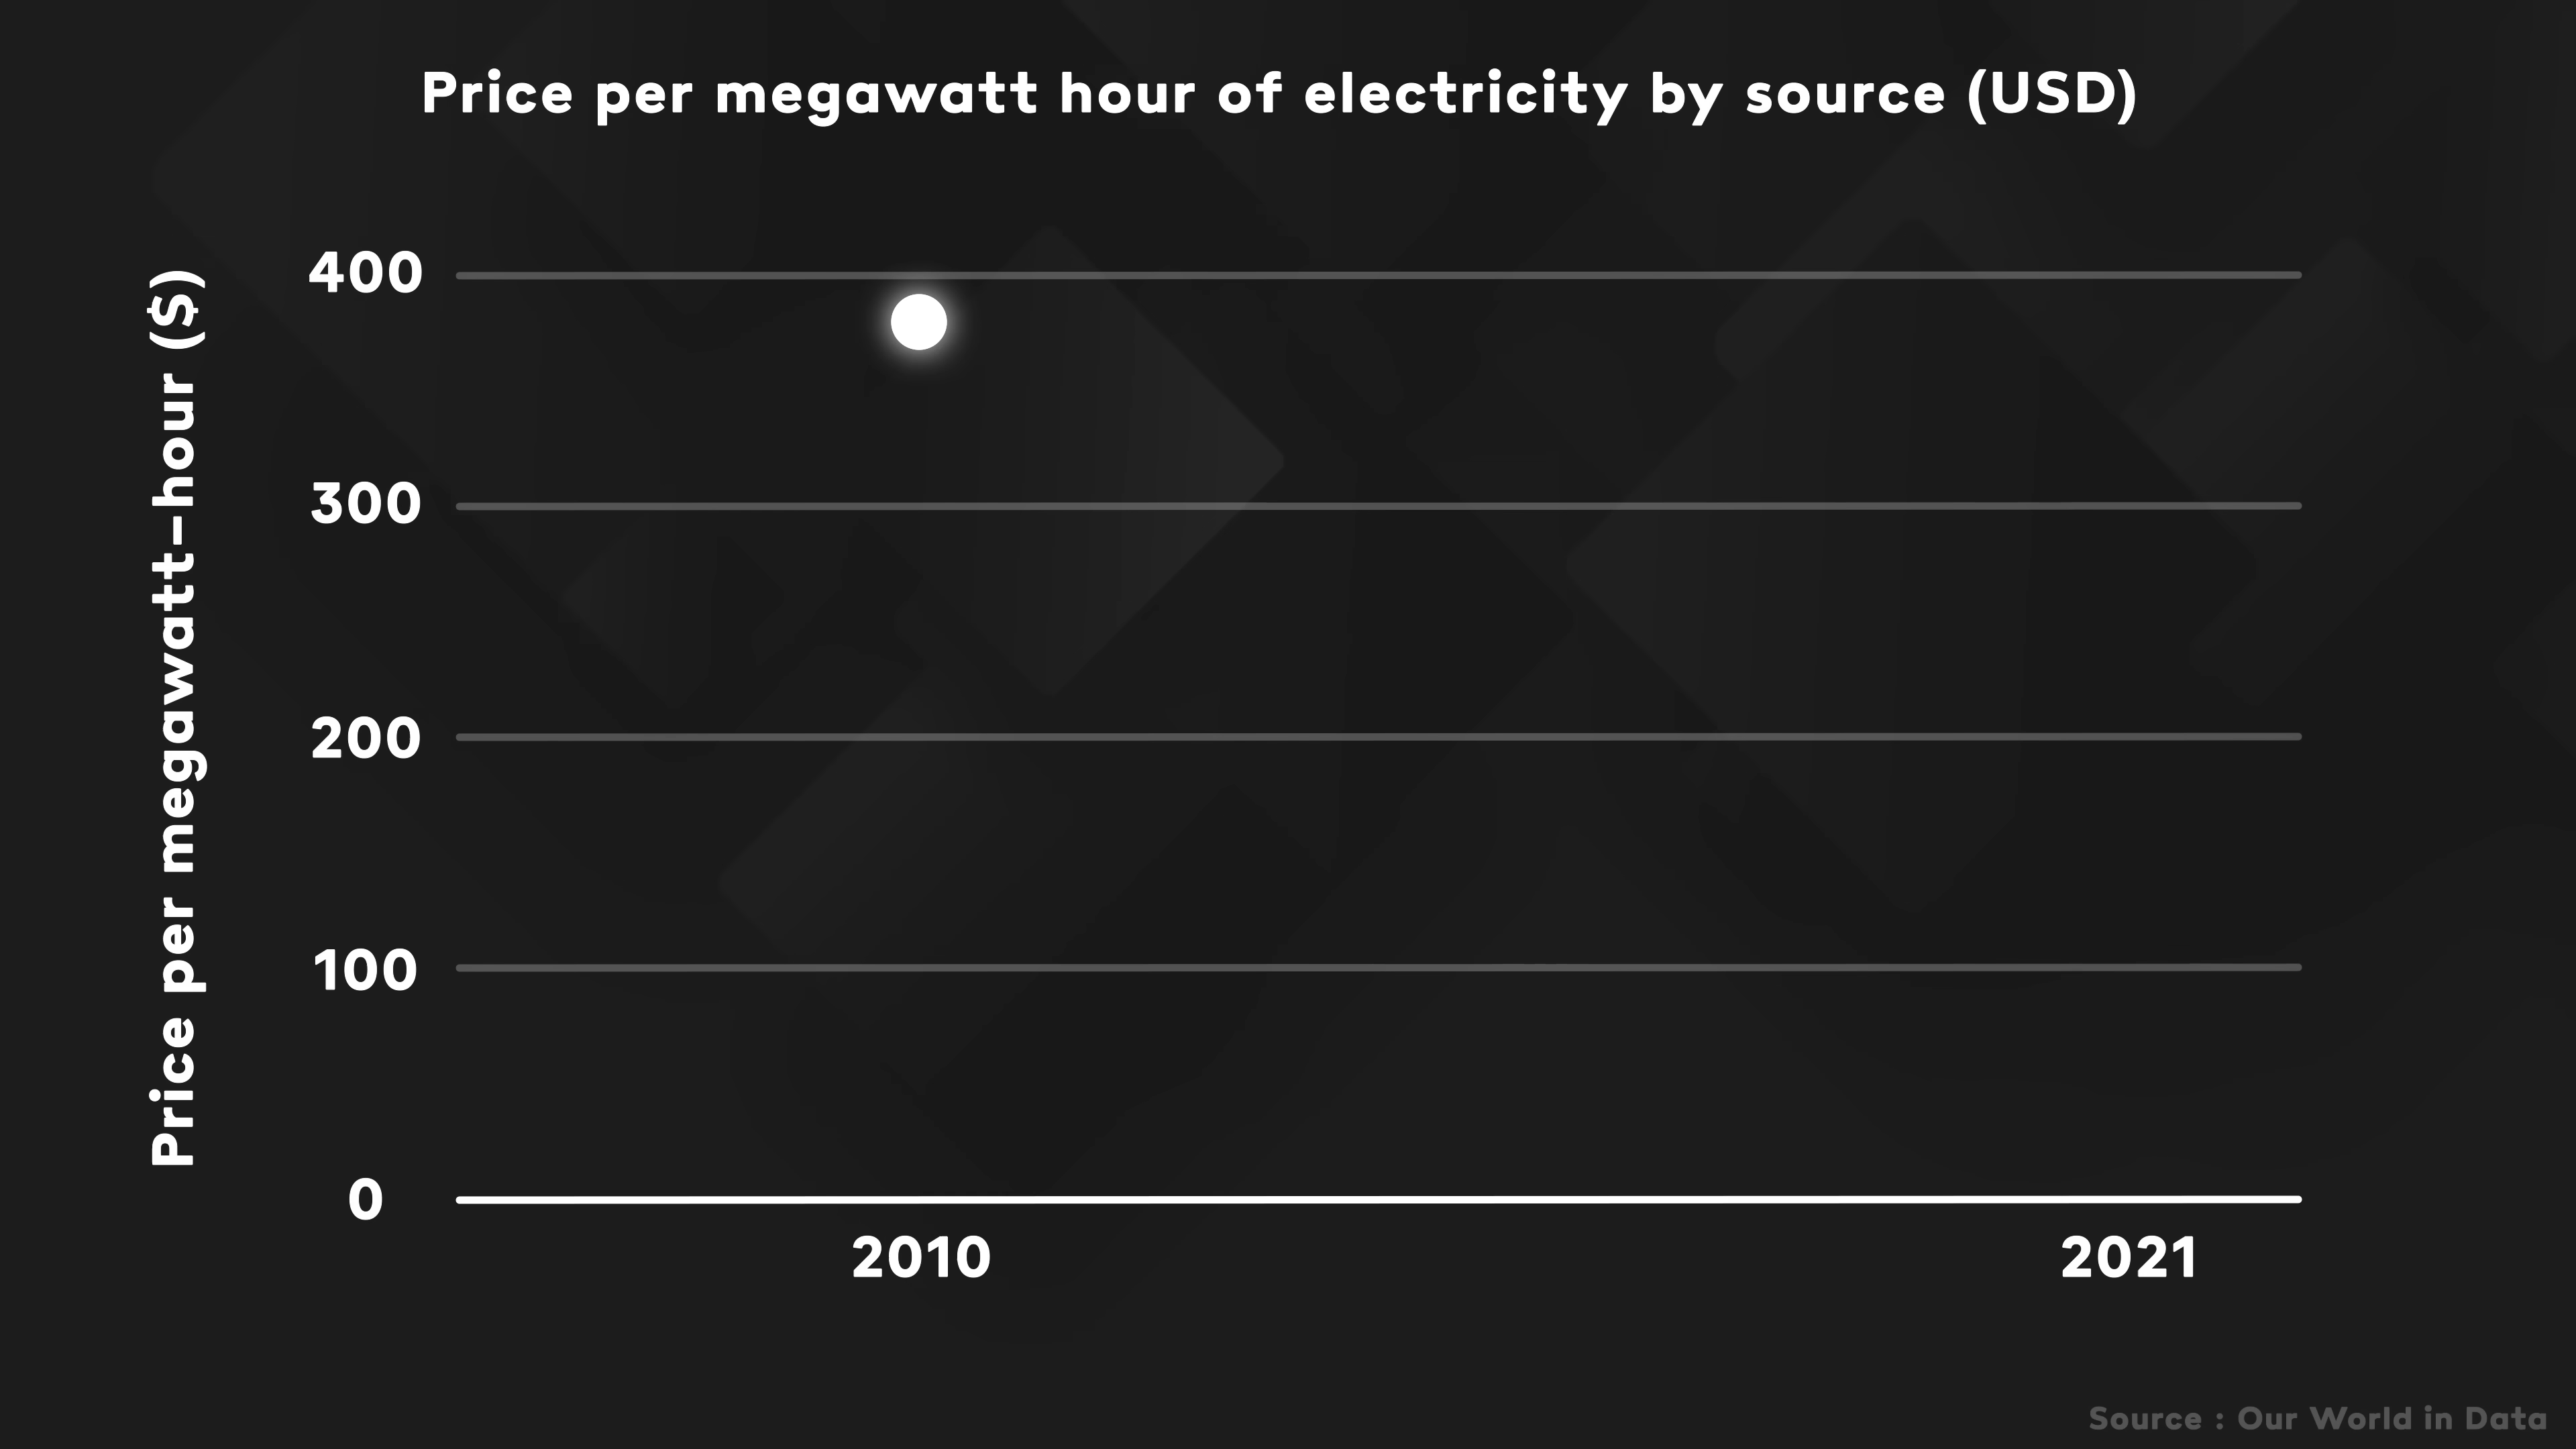 Price per megawatt hour of electricity by source (USD)
Price per megawatt-hour ($)
400
300
200
100
0
2010
2021
Source : Our World in Data